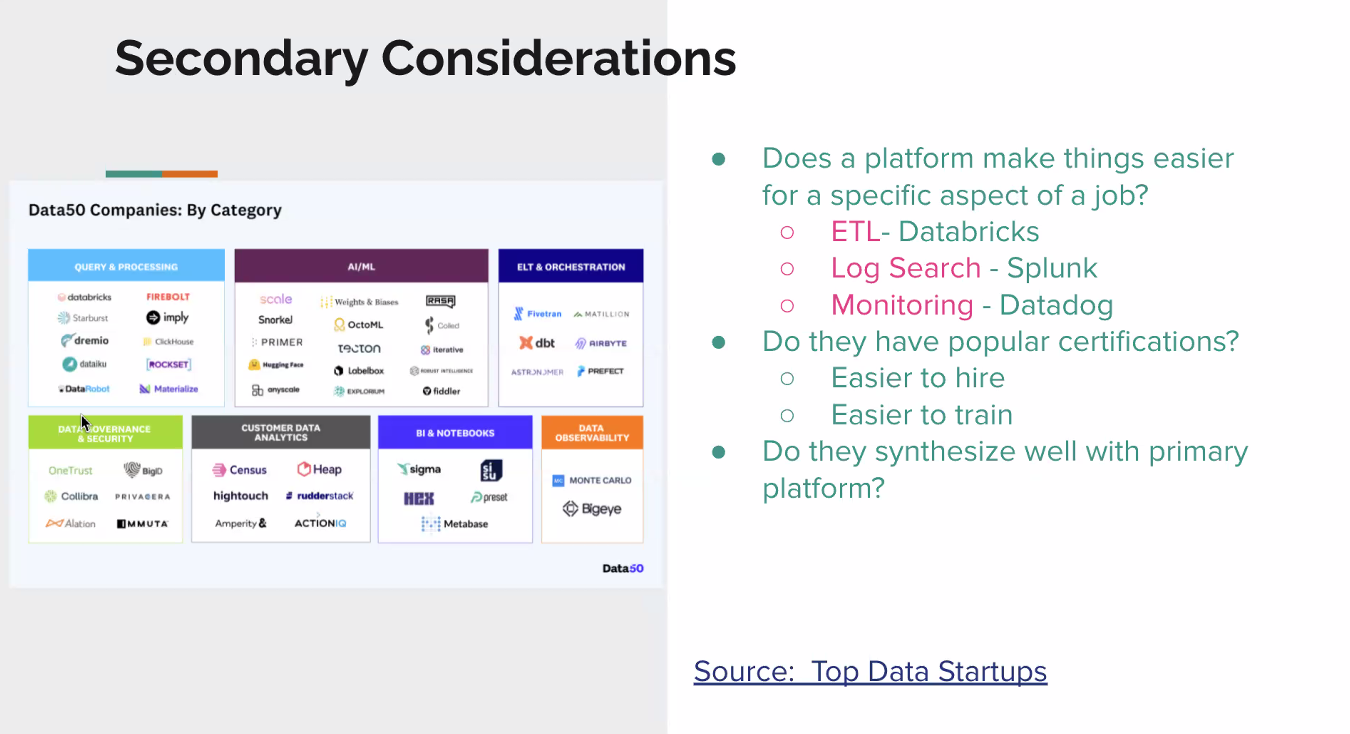 Secondary Considerations
Data50 Companies: By Category
QUERY & PROCESSING
databricks FIREBOLT
Starburst imply
dremio ClickHouse
dataiku [ROCKSET]
DataRobot Materialize
AI/ML
scale Weights & Biases RASA
Snorkel OctoML Coiled
PRIMER TECTON iterative
Hugging Face Labelbox ROBUST INTELLIGENCE
anyscale EXPLORIUM fiddler
ELT & ORCHESTRATION
Fivetran MATILLION
dbt AIRBYTE
ASTRONOMER PREFECT
DATA GOVERNANCE
& SECURITY
OneTrust BigID
Collibra PRIVACERA
Alation IMMUTA
CUSTOMER DATA
ANALYTICS
Census Heap
hightouch rudderstack
Amperity& ACTIONIQ
BI & NOTEBOOKS
sigma si
su
HEX preset
Metabase
DATA
OBSERVABILITY
MC MONTE CARLO
Bigeye
Data50
● Does a platform make things easier
for a specific aspect of a job?
○ ETL- Databricks
○ Log Search - Splunk
○ Monitoring - Datadog
● Do they have popular certifications?
○ Easier to hire
○ Easier to train
● Do they synthesize well with primary
platform?
Source:  Top Data Startups